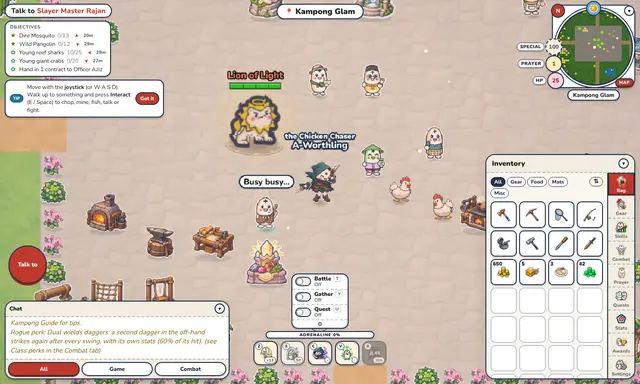 Talk to Slayer Master Rajan
OBJECTIVES
Dire Mosquito 0/13 20m
Wild Pangolin 0/13 29m
Young reef sharks 10/25 28m
Young giant crabs 0/20 27m
Hand in 1 contract to Officer Aziz
TIP
Move with the joystick (or W A S D).
Walk up to something and press Interact
(E / Space) to chop, mine, fish, talk or
fight.
Got it
Kampong Glam
N
SPECIAL 100
PRAYER 1
HP 25
MAP
Kampong Glam
Lion of Light
the Chicken Chaser
A-Worthling
Busy busy...
Talk to
Inventory
All
Gear
Food
Mats
Misc
650
5
3
42
Bag
Gear
Skills
Combat
Prayer
Quests
Stats
Awards
Settings
Battle
Off
Gather
Off
Quest
Off
ADRENALINE 0%
Chat
Kampong Guide for tips.
Rogue perk: Dual wields daggers: a second dagger in the off-hand
strikes again after every swing, with its own stats (60% of its hit). (see
Class perks in the Combat tab)
All
Game
Combat